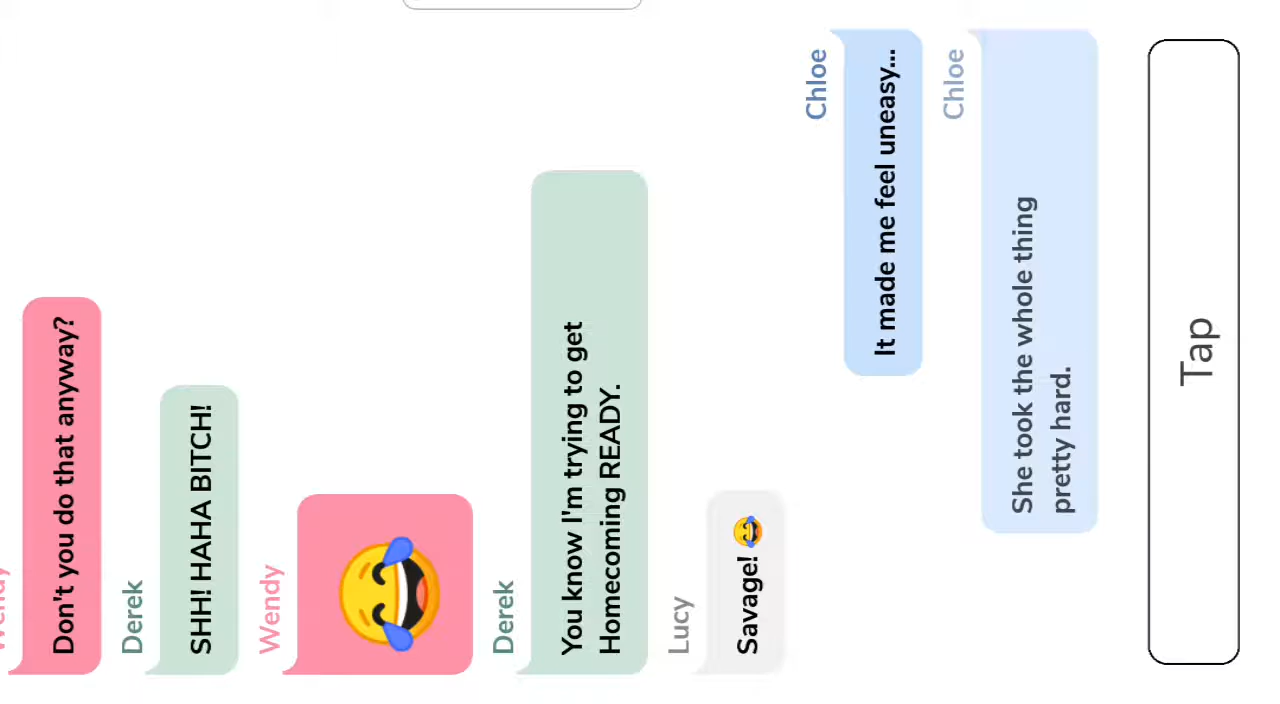 Wendy
Don't you do that anyway?
Derek
SHH! HAHA BITCH!
Wendy
😂
Derek
You know I'm trying to get
Homecoming READY.
Lucy
Savage! 😂
Chloe
It made me feel uneasy...
Chloe
She took the whole thing
pretty hard.
Tap